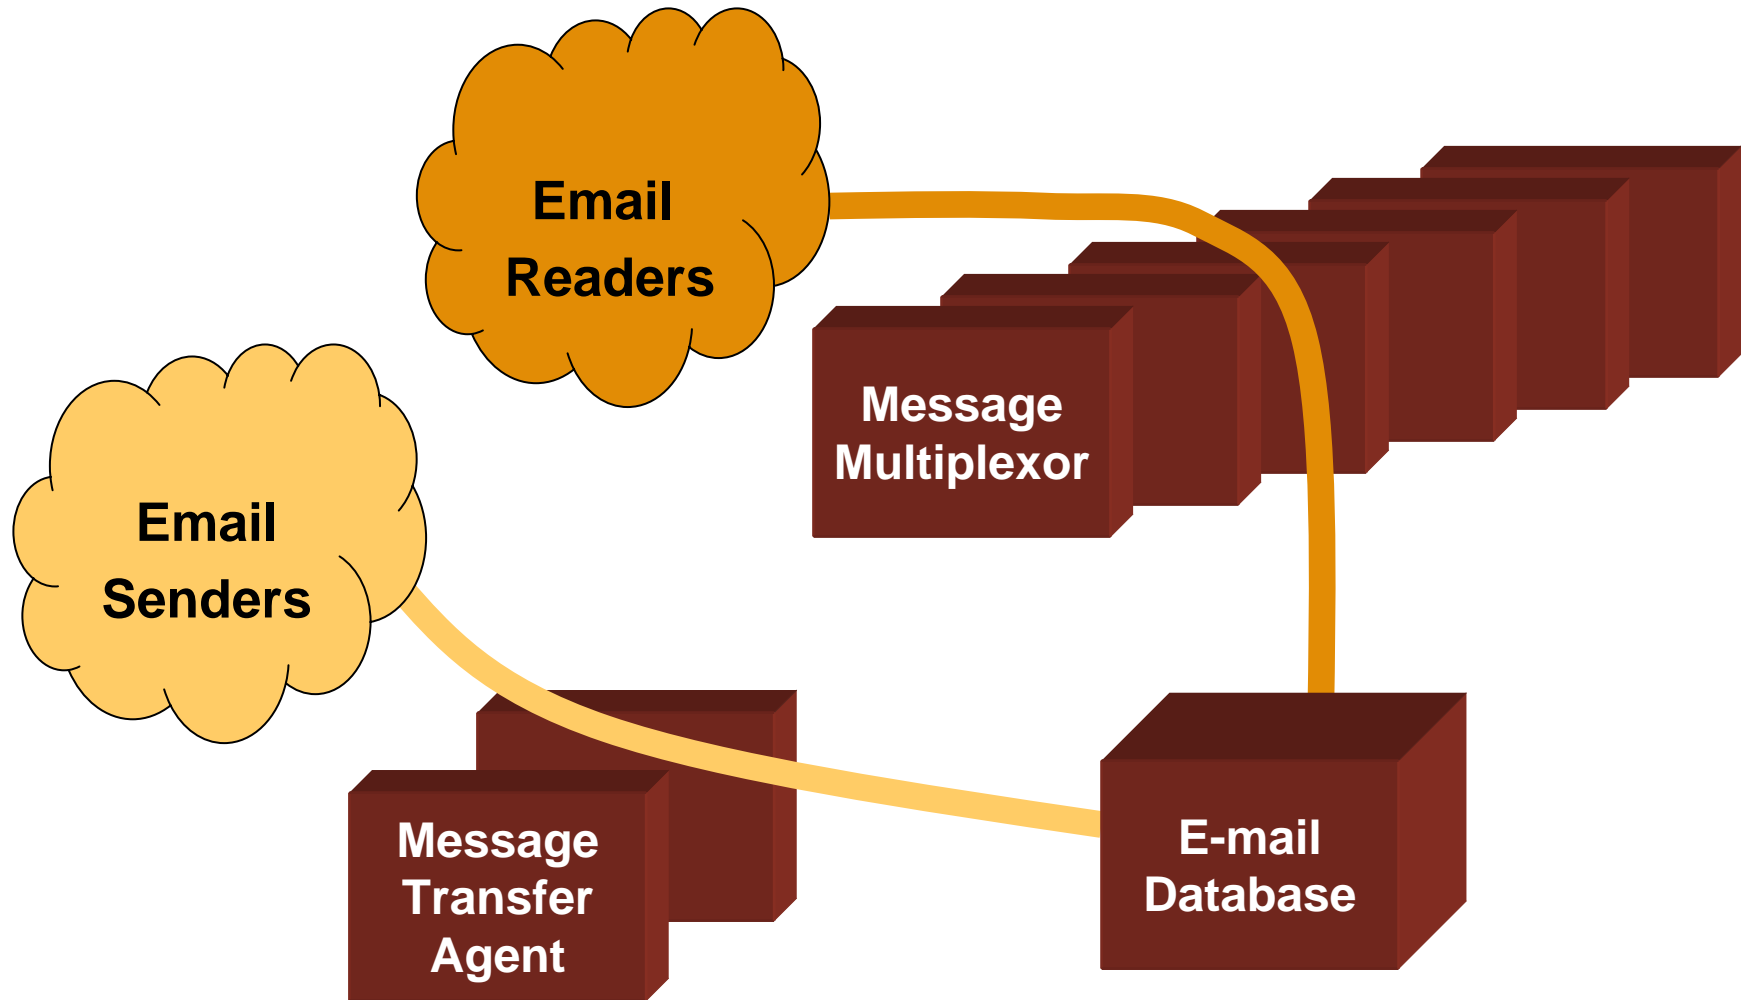 Email
Readers
Message
Multiplexor
Email
Senders
Message
Transfer
Agent
E-mail
Database